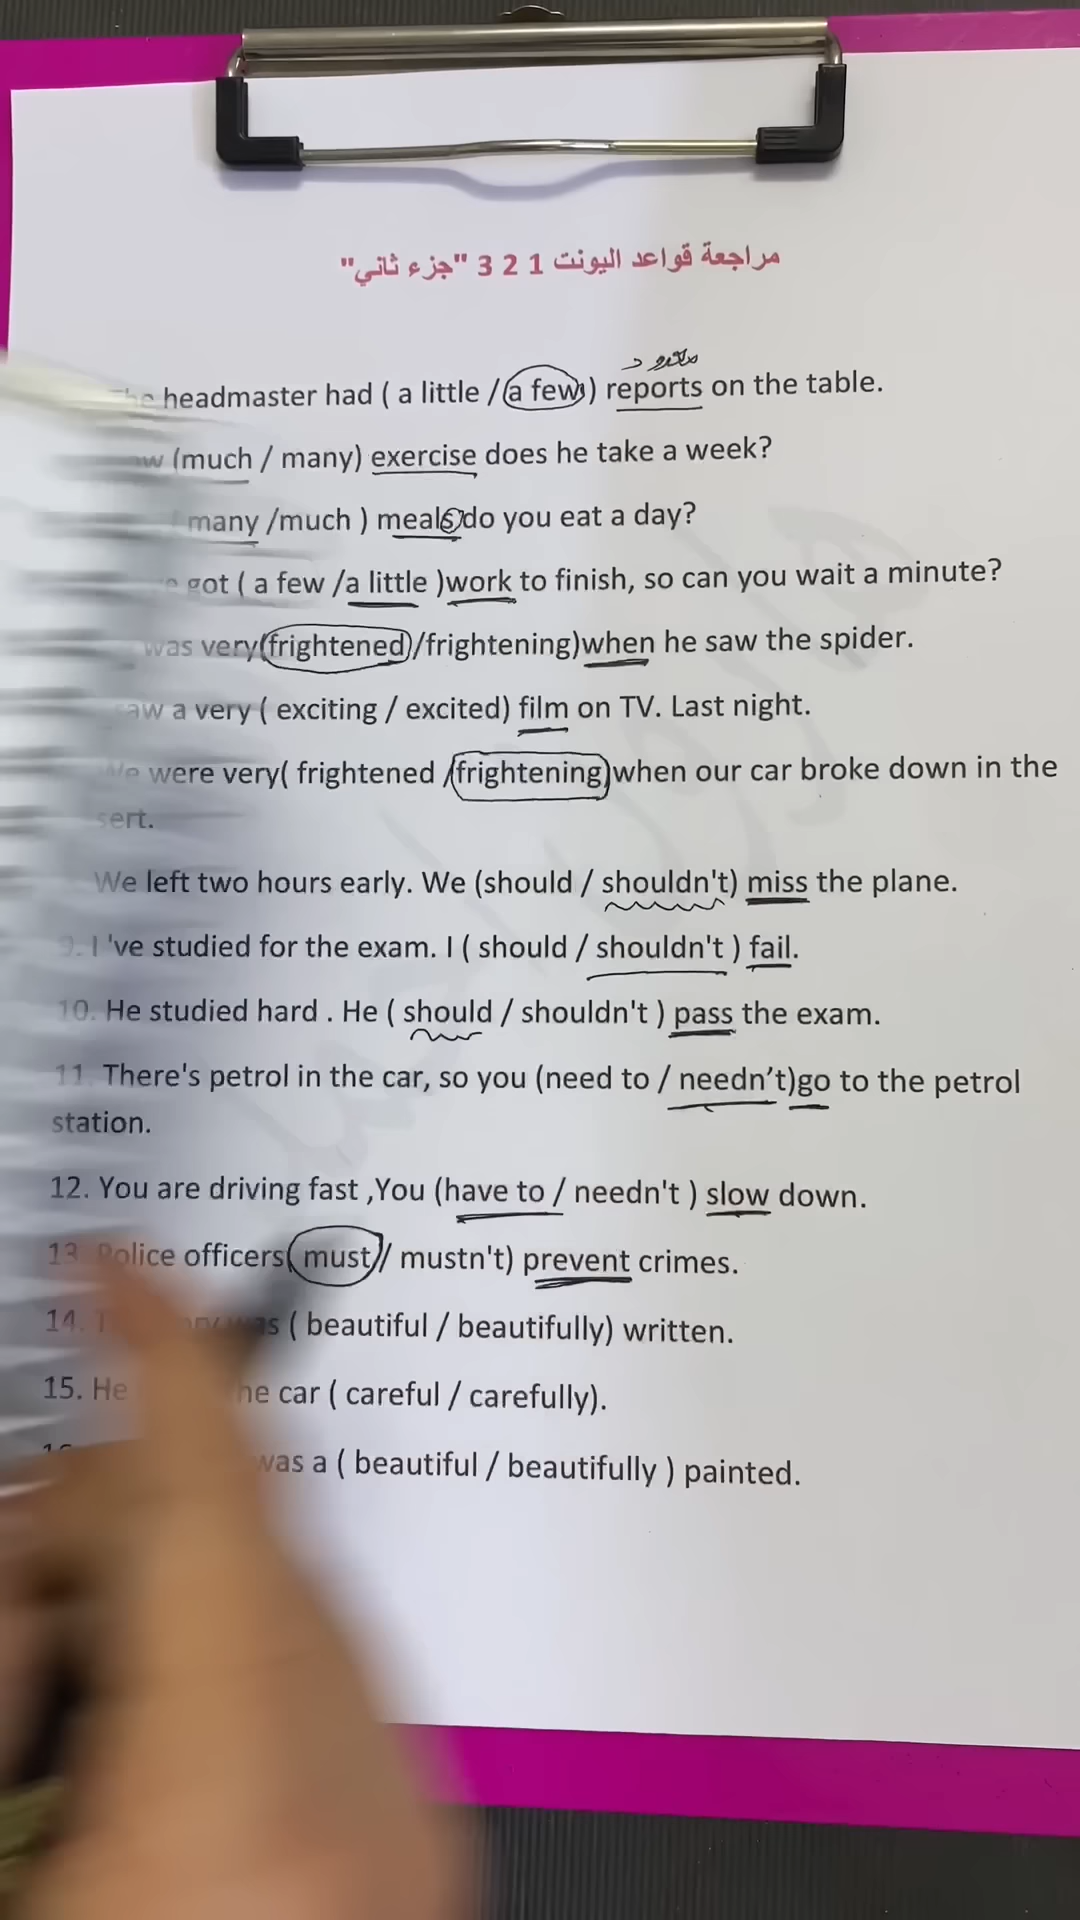 مراجعة قواعد اليونت 1 2 3 "جزء ثاني"
headmaster had ( a little / a few ) reports on the table.
(much / many) exercise does he take a week?
many /much ) meals do you eat a day?
got ( a few /a little )work to finish, so can you wait a minute?
was very(frightened /frightening)when he saw the spider.
a very ( exciting / excited) film on TV. Last night.
We were very( frightened /frightening)when our car broke down in the
We left two hours early. We (should / shouldn't) miss the plane.
9. I 've studied for the exam. I ( should / shouldn't ) fail.
10. He studied hard . He ( should / shouldn't ) pass the exam.
11. There's petrol in the car, so you (need to / needn't)go to the petrol
station.
12. You are driving fast ,You (have to / needn't ) slow down.
13. Police officers( must / mustn't) prevent crimes.
14. ( beautiful / beautifully) written.
15. He car ( careful / carefully).
was a ( beautiful / beautifully ) painted.